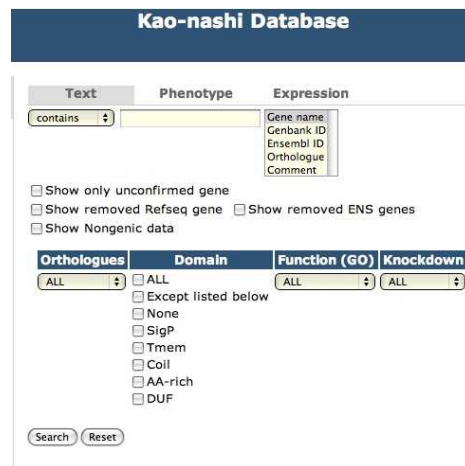 Kao-nashi Database
Text Phenotype Expression
contains Gene name
Genbank ID
Ensembl ID
Orthologue
Comment
Show only unconfirmed gene
Show removed Refseq gene Show removed ENS genes
Show Nongenic data
Orthologues Domain Function (GO) Knockdown
ALL ALL ALL ALL
Except listed below
None
SigP
Tmem
Coil
AA-rich
DUF
Search Reset